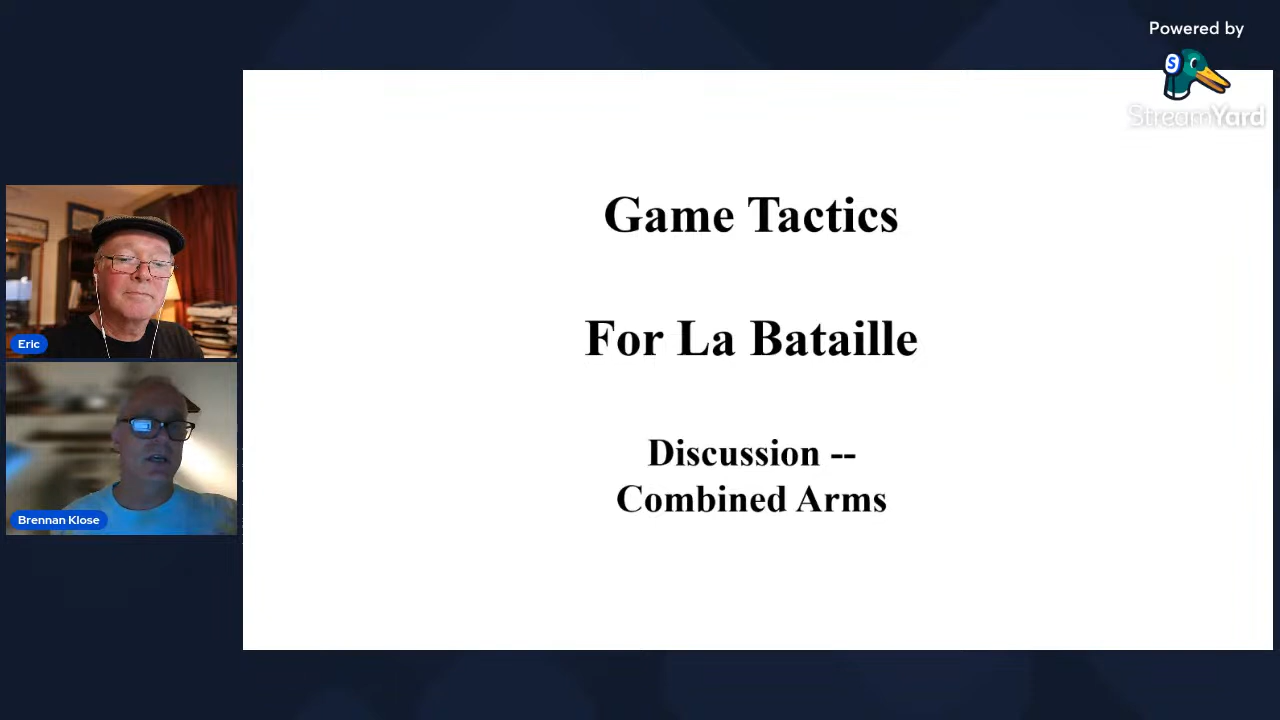 Powered by
S
StreamYard
Game Tactics
For La Bataille
Discussion --
Combined Arms
Eric
Brennan Klose